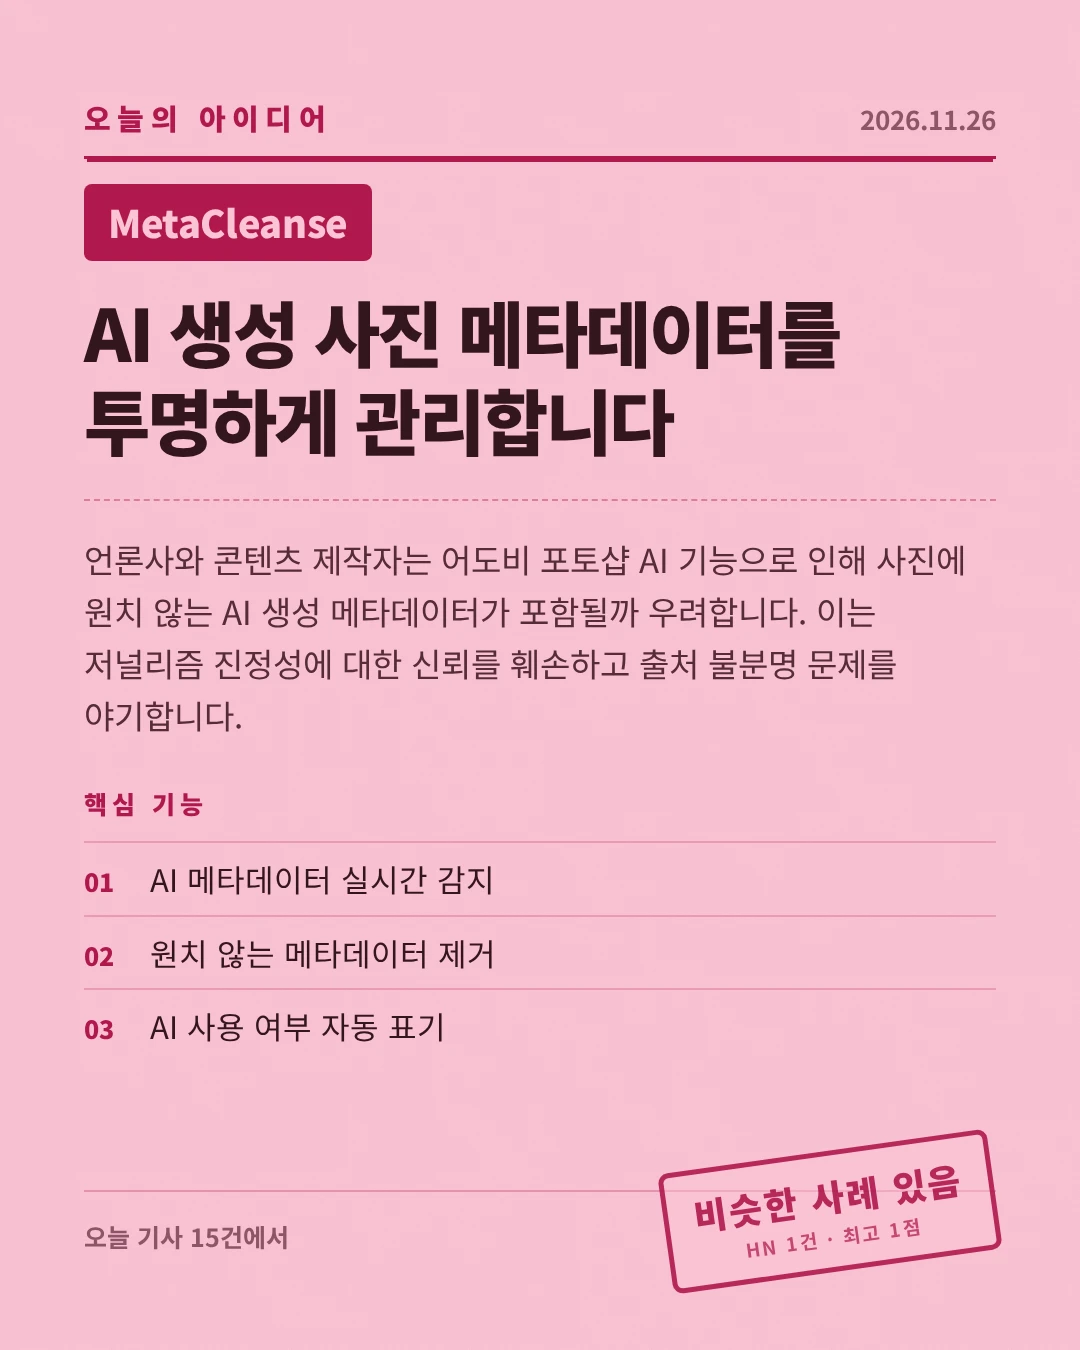 오늘의 아이디어
2026.11.26
MetaCleanse
AI 생성 사진 메타데이터를
투명하게 관리합니다
언론사와 콘텐츠 제작자는 어도비 포토샵 AI 기능으로 인해 사진에
원치 않는 AI 생성 메타데이터가 포함될까 우려합니다. 이는
저널리즘 진정성에 대한 신뢰를 훼손하고 출처 불분명 문제를
야기합니다.
핵심 기능
01 AI 메타데이터 실시간 감지
02 원치 않는 메타데이터 제거
03 AI 사용 여부 자동 표기
비슷한 사례 있음
HN 1건 · 최고 1점
오늘 기사 15건에서